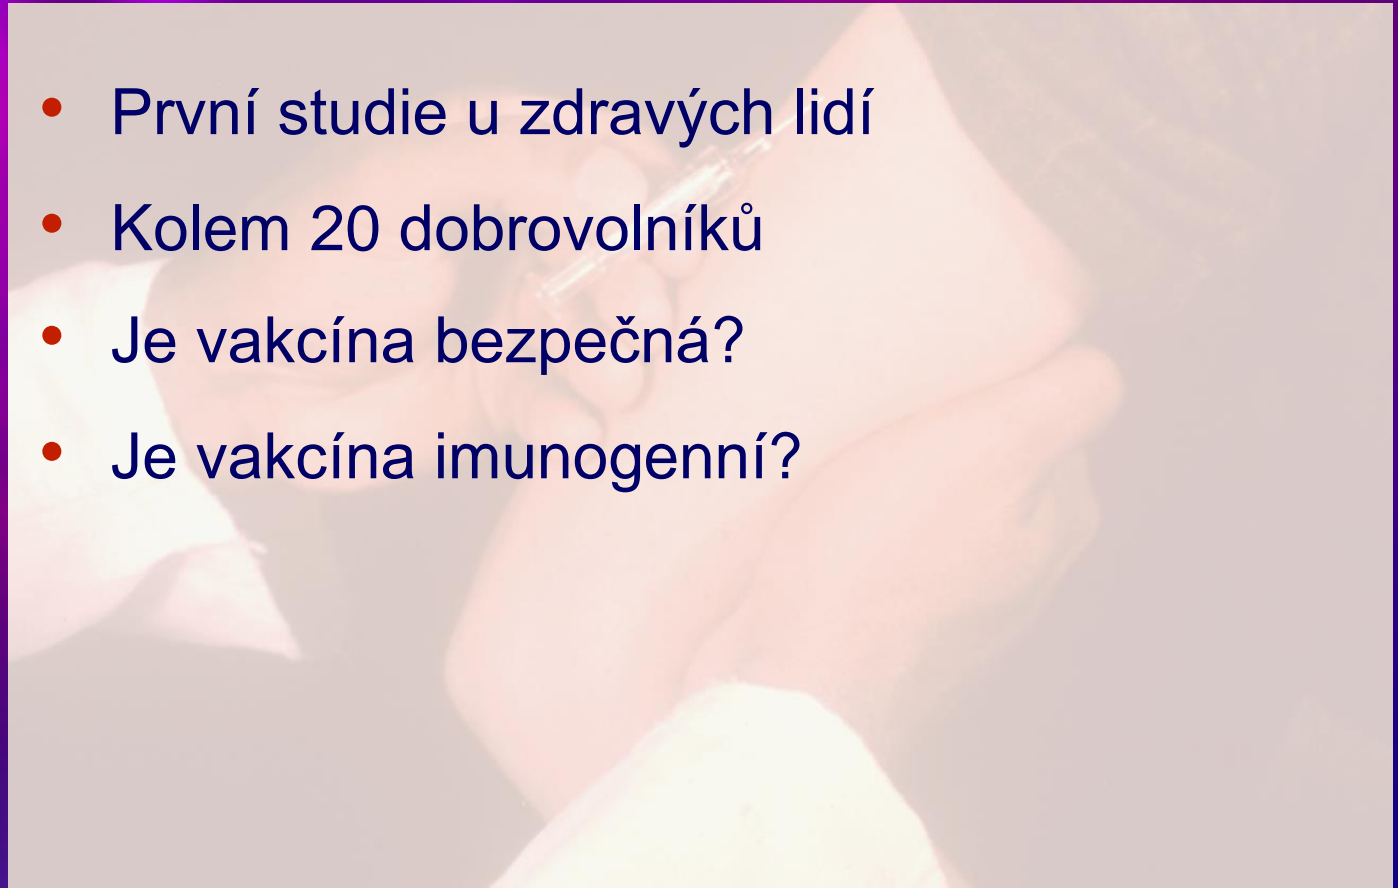 • První studie u zdravých lidí
• Kolem 20 dobrovolníků
• Je vakcína bezpečná?
• Je vakcína imunogenní?